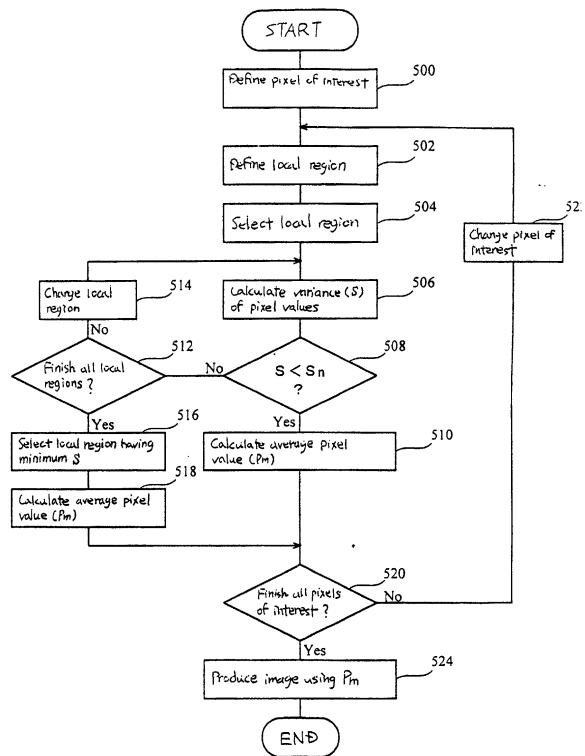 START
Define pixel of interest
500
Define local region
502
Select local region
504
Change pixel of
interest
Change local
region
514
Calculate variance (S)
of pixel values
506
No
Finish all local
regions ?
512
No
S < Sn
?
508
Yes
Select local region having
minimum S
516
Yes
Calculate average pixel
value (Pm)
510
Calculate average pixel
value (Pm)
518
Finish all pixels
of interest ?
520
No
Yes
Produce image using Pm
524
END